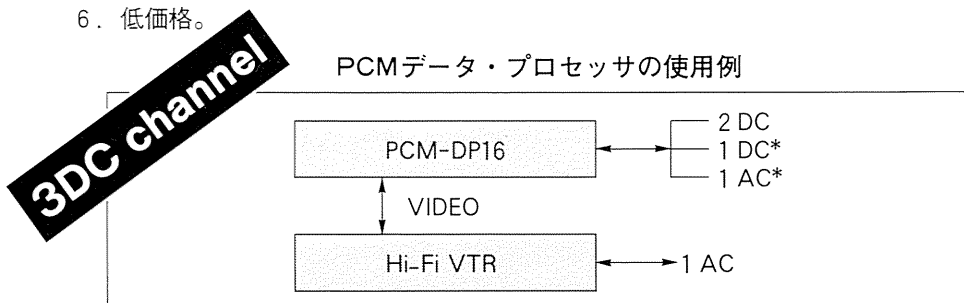 6．低価格。
3DC channel
PCMデータ・プロセッサの使用例
PCM-DP16
2 DC
1 DC*
1 AC*
VIDEO
Hi-Fi VTR
1 AC